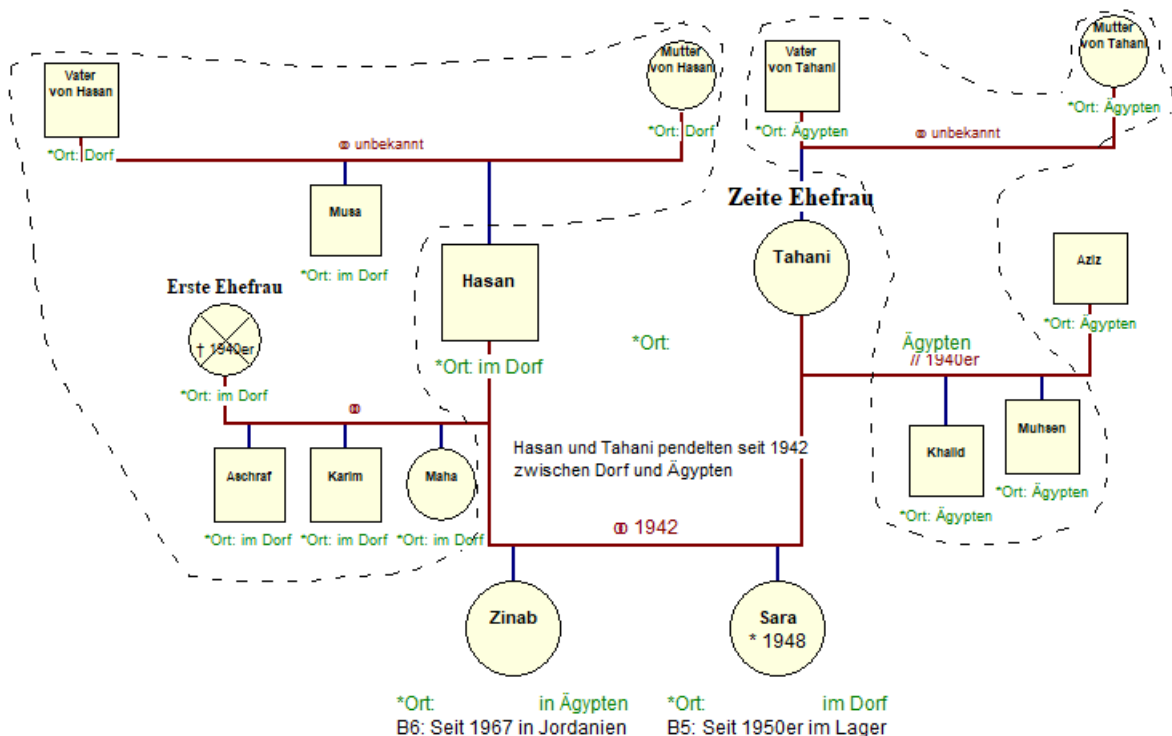 Vater
von Hasan
Mutter
von Hasan
Vater
von Tahani
Mutter
von Tahani
*Ort: Dorf
*Ort: Dorf
*Ort: Ägypten
*Ort: Ägypten
⚭ unbekannt
⚭ unbekannt
Musa
*Ort: im Dorf
Zeite Ehefrau
Hasan
Tahani
Aziz
Erste Ehefrau
† 1940er
*Ort: im Dorf
*Ort: im Dorf
*Ort: Ägypten
*Ort: Ägypten
// 1940er
⚭
Aschraf
Karim
Maha
Hasan und Tahani pendelten seit 1942
zwischen Dorf und Ägypten
Khalid
Muhsen
*Ort: im Dorf
*Ort: im Dorf
*Ort: im Dorf
*Ort: Ägypten
*Ort: Ägypten
⚭ 1942
Zinab
Sara
* 1948
*Ort: in Ägypten
B6: Seit 1967 in Jordanien
*Ort: im Dorf
B5: Seit 1950er im Lager